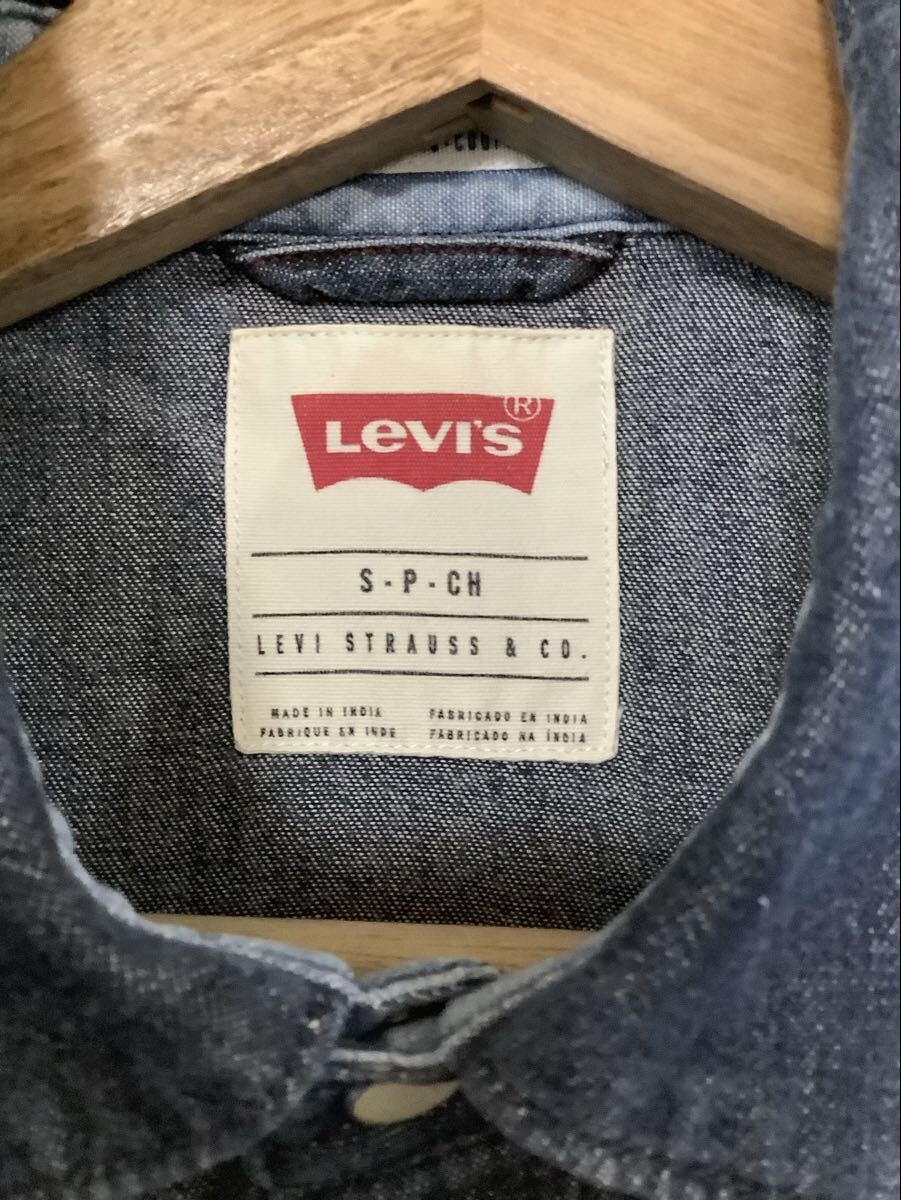 LEVI'S ®
S - P - CH
LEVI STRAUSS & CO.
MADE IN INDIA
FABRIQUE EN INDE
FABRICADO EN INDIA
FABRICADO NA ÍNDIA